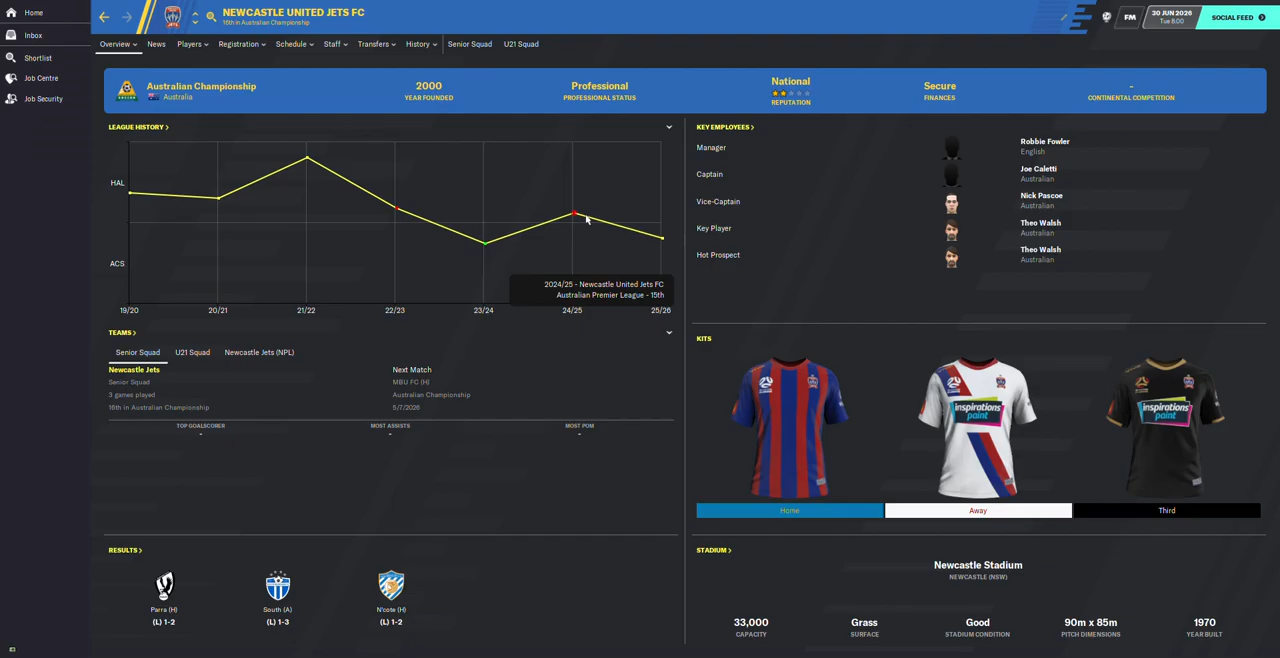 Home
Inbox
Shortlist
Job Centre
Job Security
NEWCASTLE UNITED JETS FC
16th in Australian Championship
FM
30 JUN 2026
Tue 8:00
SOCIAL FEED
Overview
News
Players
Registration
Schedule
Staff
Transfers
History
Senior Squad
U21 Squad
Australian Championship
Australia
2000
YEAR FOUNDED
Professional
PROFESSIONAL STATUS
National
REPUTATION
Secure
FINANCES
-
CONTINENTAL COMPETITION
LEAGUE HISTORY >
HAL
ACS
2024/25 - Newcastle United Jets FC
Australian Premier League - 15th
19/20 20/21 21/22 22/23 23/24 24/25 25/26
TEAMS >
Senior Squad U21 Squad Newcastle Jets (NPL)
Newcastle Jets
Senior Squad
3 games played
16th in Australian Championship
Next Match
MBU FC (H)
Australian Championship
5/7/2026
TOP GOALSCORER
-
MOST ASSISTS
-
MOST POM
-
RESULTS >
Parra (H)
(L) 1-2
South (A)
(L) 1-3
N'cote (H)
(L) 1-2
KEY EMPLOYEES >
Manager
Robbie Fowler
English
Captain
Joe Caletti
Australian
Vice-Captain
Nick Pascoe
Australian
Key Player
Theo Walsh
Australian
Hot Prospect
Theo Walsh
Australian
KITS
inspirations
paint
inspirations
paint
Home
Away
Third
STADIUM >
Newcastle Stadium
NEWCASTLE (NSW)
33,000
CAPACITY
Grass
SURFACE
Good
STADIUM CONDITION
90m x 85m
PITCH DIMENSIONS
1970
YEAR BUILT